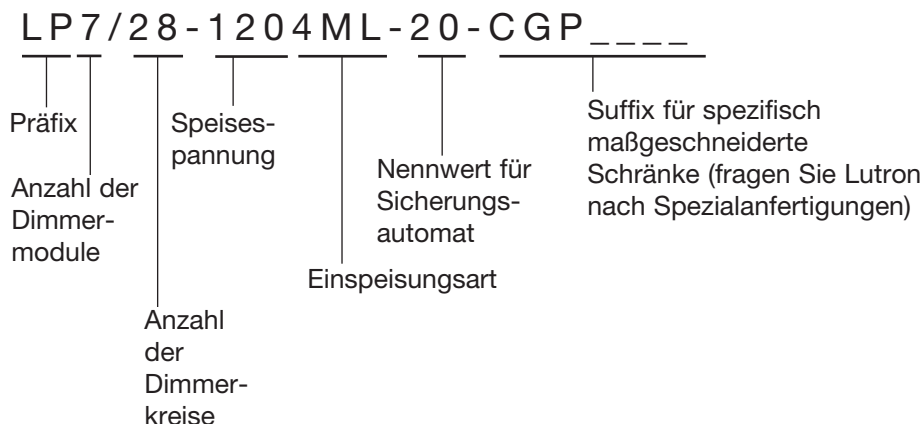 LP7/28-1204ML-20-CGP____
Präfix
Anzahl der
Dimmer-
module
Anzahl
der
Dimmer-
kreise
Speises-
pannung
Einspeisungsart
Nennwert für
Sicherungs-
automat
Suffix für spezifisch
maßgeschneiderte
Schränke (fragen Sie Lutron
nach Spezialanfertigungen)